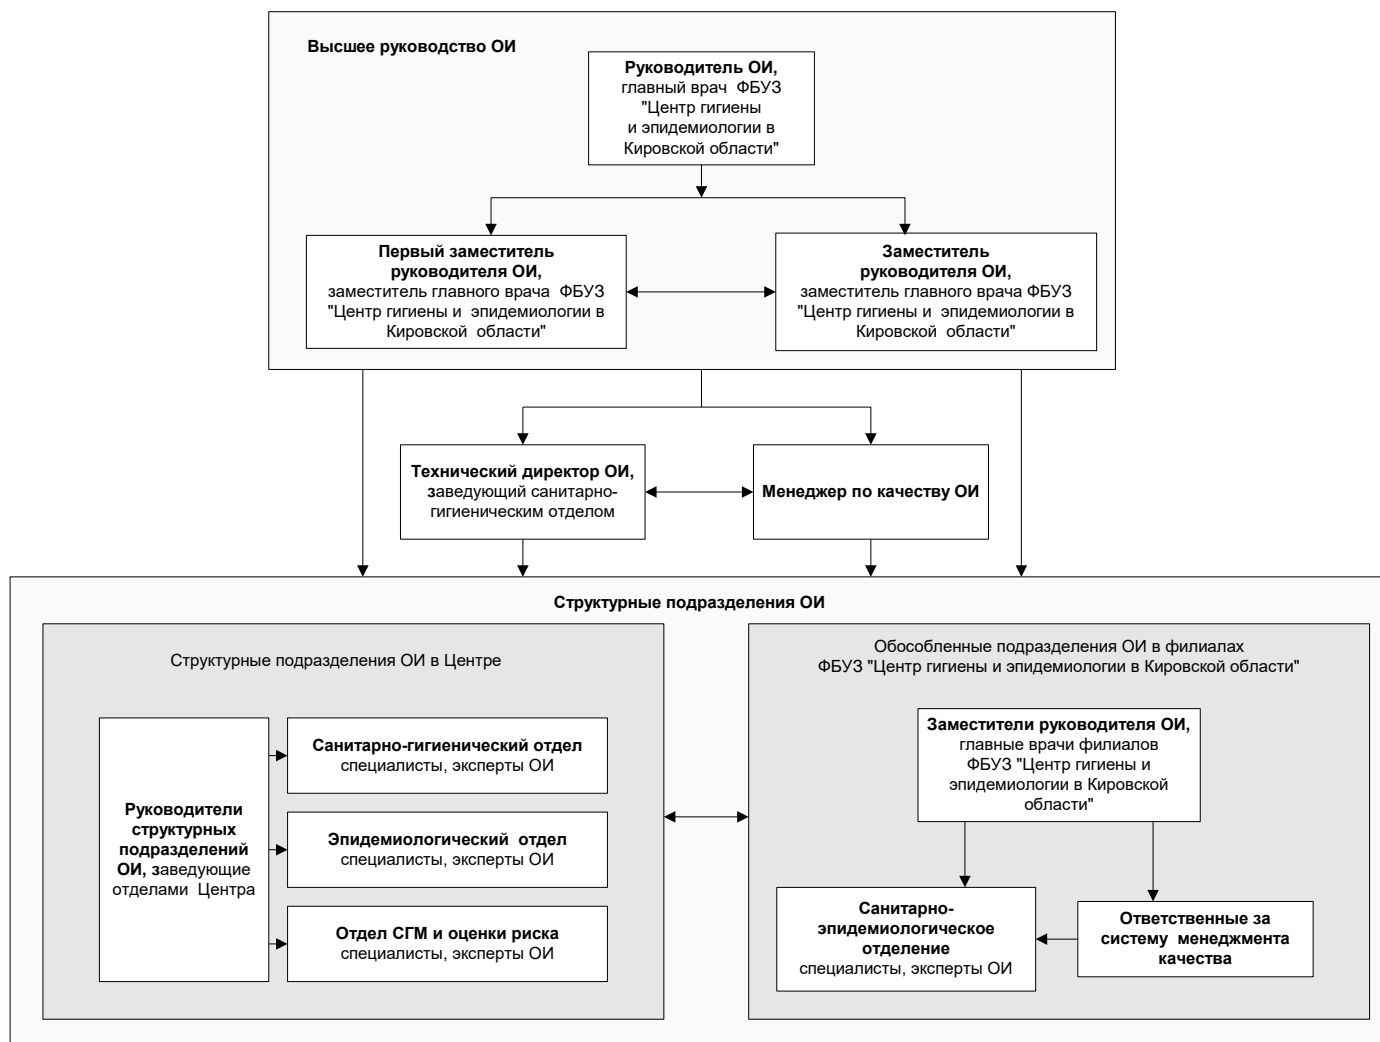 Высшее руководство ОИ
Руководитель ОИ,
главный врач ФБУЗ
"Центр гигиены
и эпидемиологии в
Кировской области"
Первый заместитель
руководителя ОИ,
заместитель главного врача ФБУЗ
"Центр гигиены и эпидемиологии в
Кировской области"
Заместитель
руководителя ОИ,
заместитель главного врача ФБУЗ
"Центр гигиены и эпидемиологии в
Кировской области"
Технический директор ОИ,
заведующий санитарно-
гигиеническим отделом
Менеджер по качеству ОИ
Структурные подразделения ОИ
Структурные подразделения ОИ в Центре
Руководители
структурных
подразделений
ОИ, заведующие
отделами Центра
Санитарно-гигиенический отдел
специалисты, эксперты ОИ
Эпидемиологический отдел
специалисты, эксперты ОИ
Отдел СГМ и оценки риска
специалисты, эксперты ОИ
Обособленные подразделения ОИ в филиалах
ФБУЗ "Центр гигиены и эпидемиологии в Кировской области"
Заместители руководителя ОИ,
главные врачи филиалов
ФБУЗ "Центр гигиены и
эпидемиологии в Кировской
области"
Санитарно-
эпидемиологическое
отделение
специалисты, эксперты ОИ
Ответственные за
систему менеджмента
качества